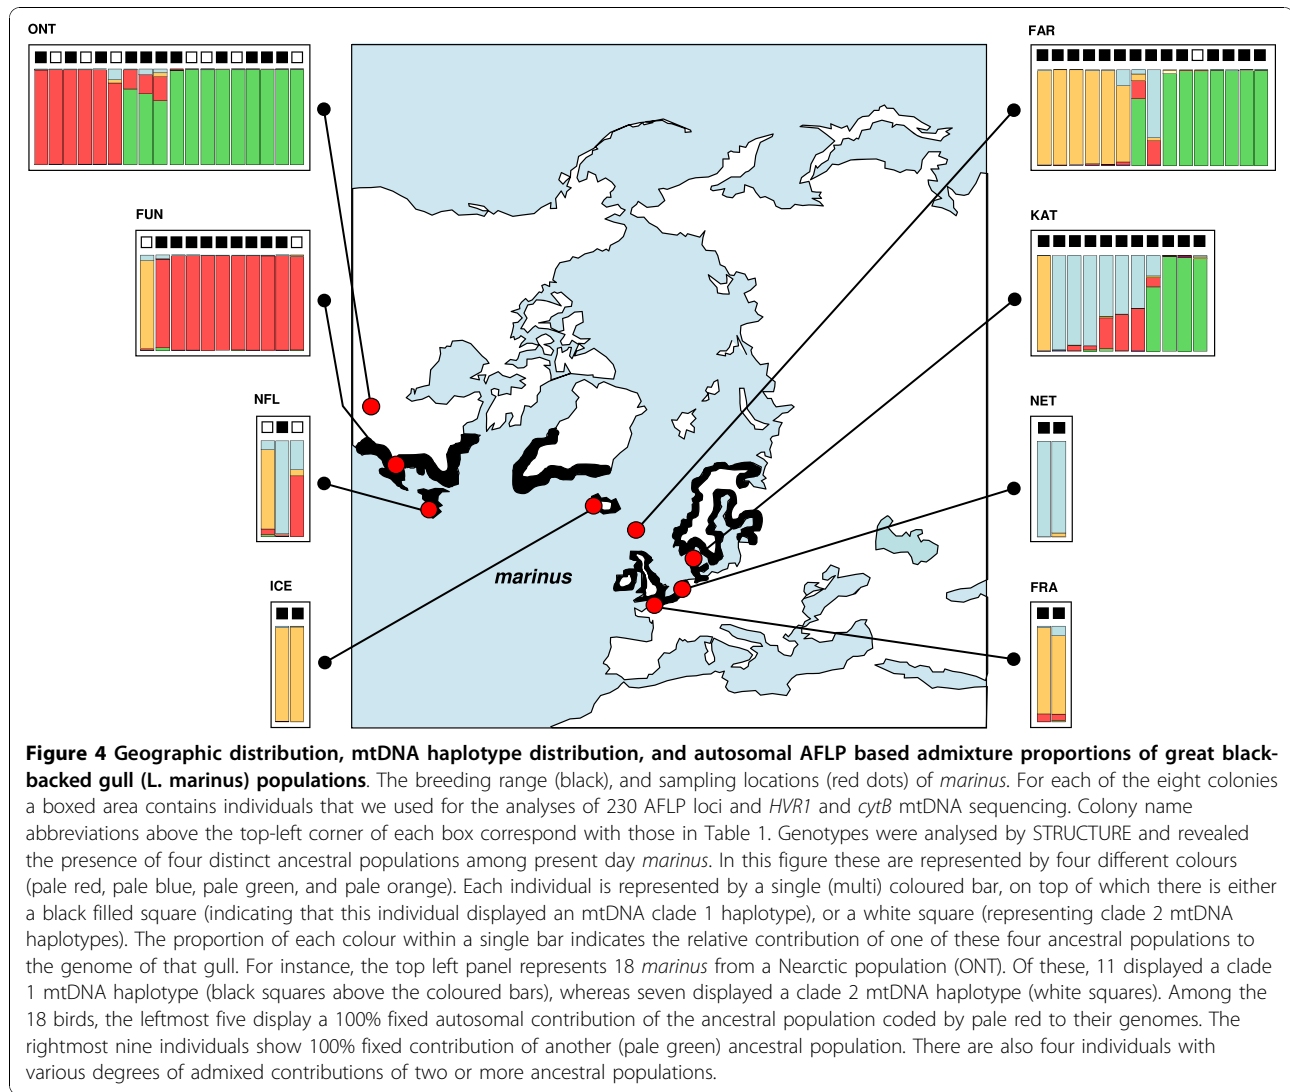 ONT
FAR
FUN
KAT
NFL
NET
marinus
ICE
FRA
Figure 4 Geographic distribution, mtDNA haplotype distribution, and autosomal AFLP based admixture proportions of great black-
backed gull (L. marinus) populations. The breeding range (black), and sampling locations (red dots) of marinus. For each of the eight colonies
a boxed area contains individuals that we used for the analyses of 230 AFLP loci and HVR1 and cytB mtDNA sequencing. Colony name
abbreviations above the top-left corner of each box correspond with those in Table 1. Genotypes were analysed by STRUCTURE and revealed
the presence of four distinct ancestral populations among present day marinus. In this figure these are represented by four different colours
(pale red, pale blue, pale green, and pale orange). Each individual is represented by a single (multi) coloured bar, on top of which there is either
a black filled square (indicating that this individual displayed an mtDNA clade 1 haplotype), or a white square (representing clade 2 mtDNA
haplotypes). The proportion of each colour within a single bar indicates the relative contribution of one of these four ancestral populations to
the genome of that gull. For instance, the top left panel represents 18 marinus from a Nearctic population (ONT). Of these, 11 displayed a clade
1 mtDNA haplotype (black squares above the coloured bars), whereas seven displayed a clade 2 mtDNA haplotype (white squares). Among the
18 birds, the leftmost five display a 100% fixed autosomal contribution of the ancestral population coded by pale red to their genomes. The
rightmost nine individuals show 100% fixed contribution of another (pale green) ancestral population. There are also four individuals with
various degrees of admixed contributions of two or more ancestral populations.